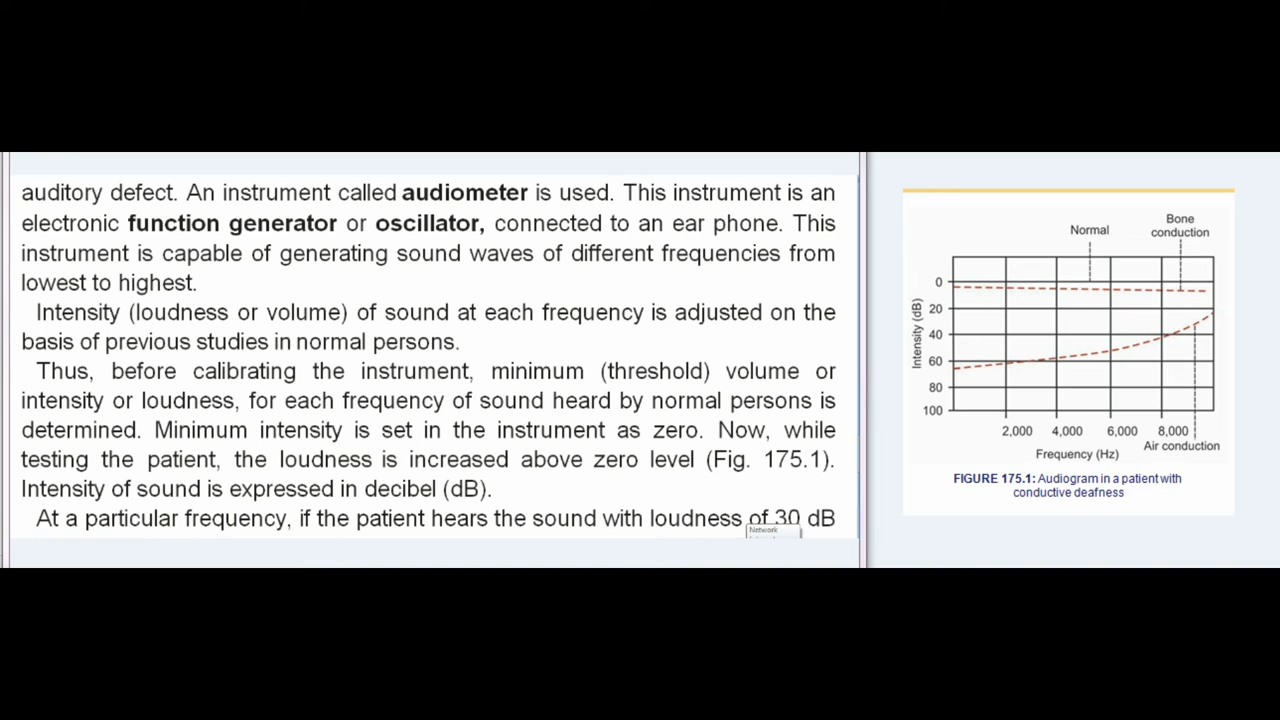 auditory defect. An instrument called audiometer is used. This instrument is an
electronic function generator or oscillator, connected to an ear phone. This
instrument is capable of generating sound waves of different frequencies from
lowest to highest.
Intensity (loudness or volume) of sound at each frequency is adjusted on the
basis of previous studies in normal persons.
Thus, before calibrating the instrument, minimum (threshold) volume or
intensity or loudness, for each frequency of sound heard by normal persons is
determined. Minimum intensity is set in the instrument as zero. Now, while
testing the patient, the loudness is increased above zero level (Fig. 175.1).
Intensity of sound is expressed in decibel (dB).
At a particular frequency, if the patient hears the sound with loudness of 30 dB
Network
Normal
Bone
conduction
Intensity (dB)
0
20
40
60
80
100
2,000 4,000 6,000 8,000
Air conduction
Frequency (Hz)
FIGURE 175.1: Audiogram in a patient with
conductive deafness